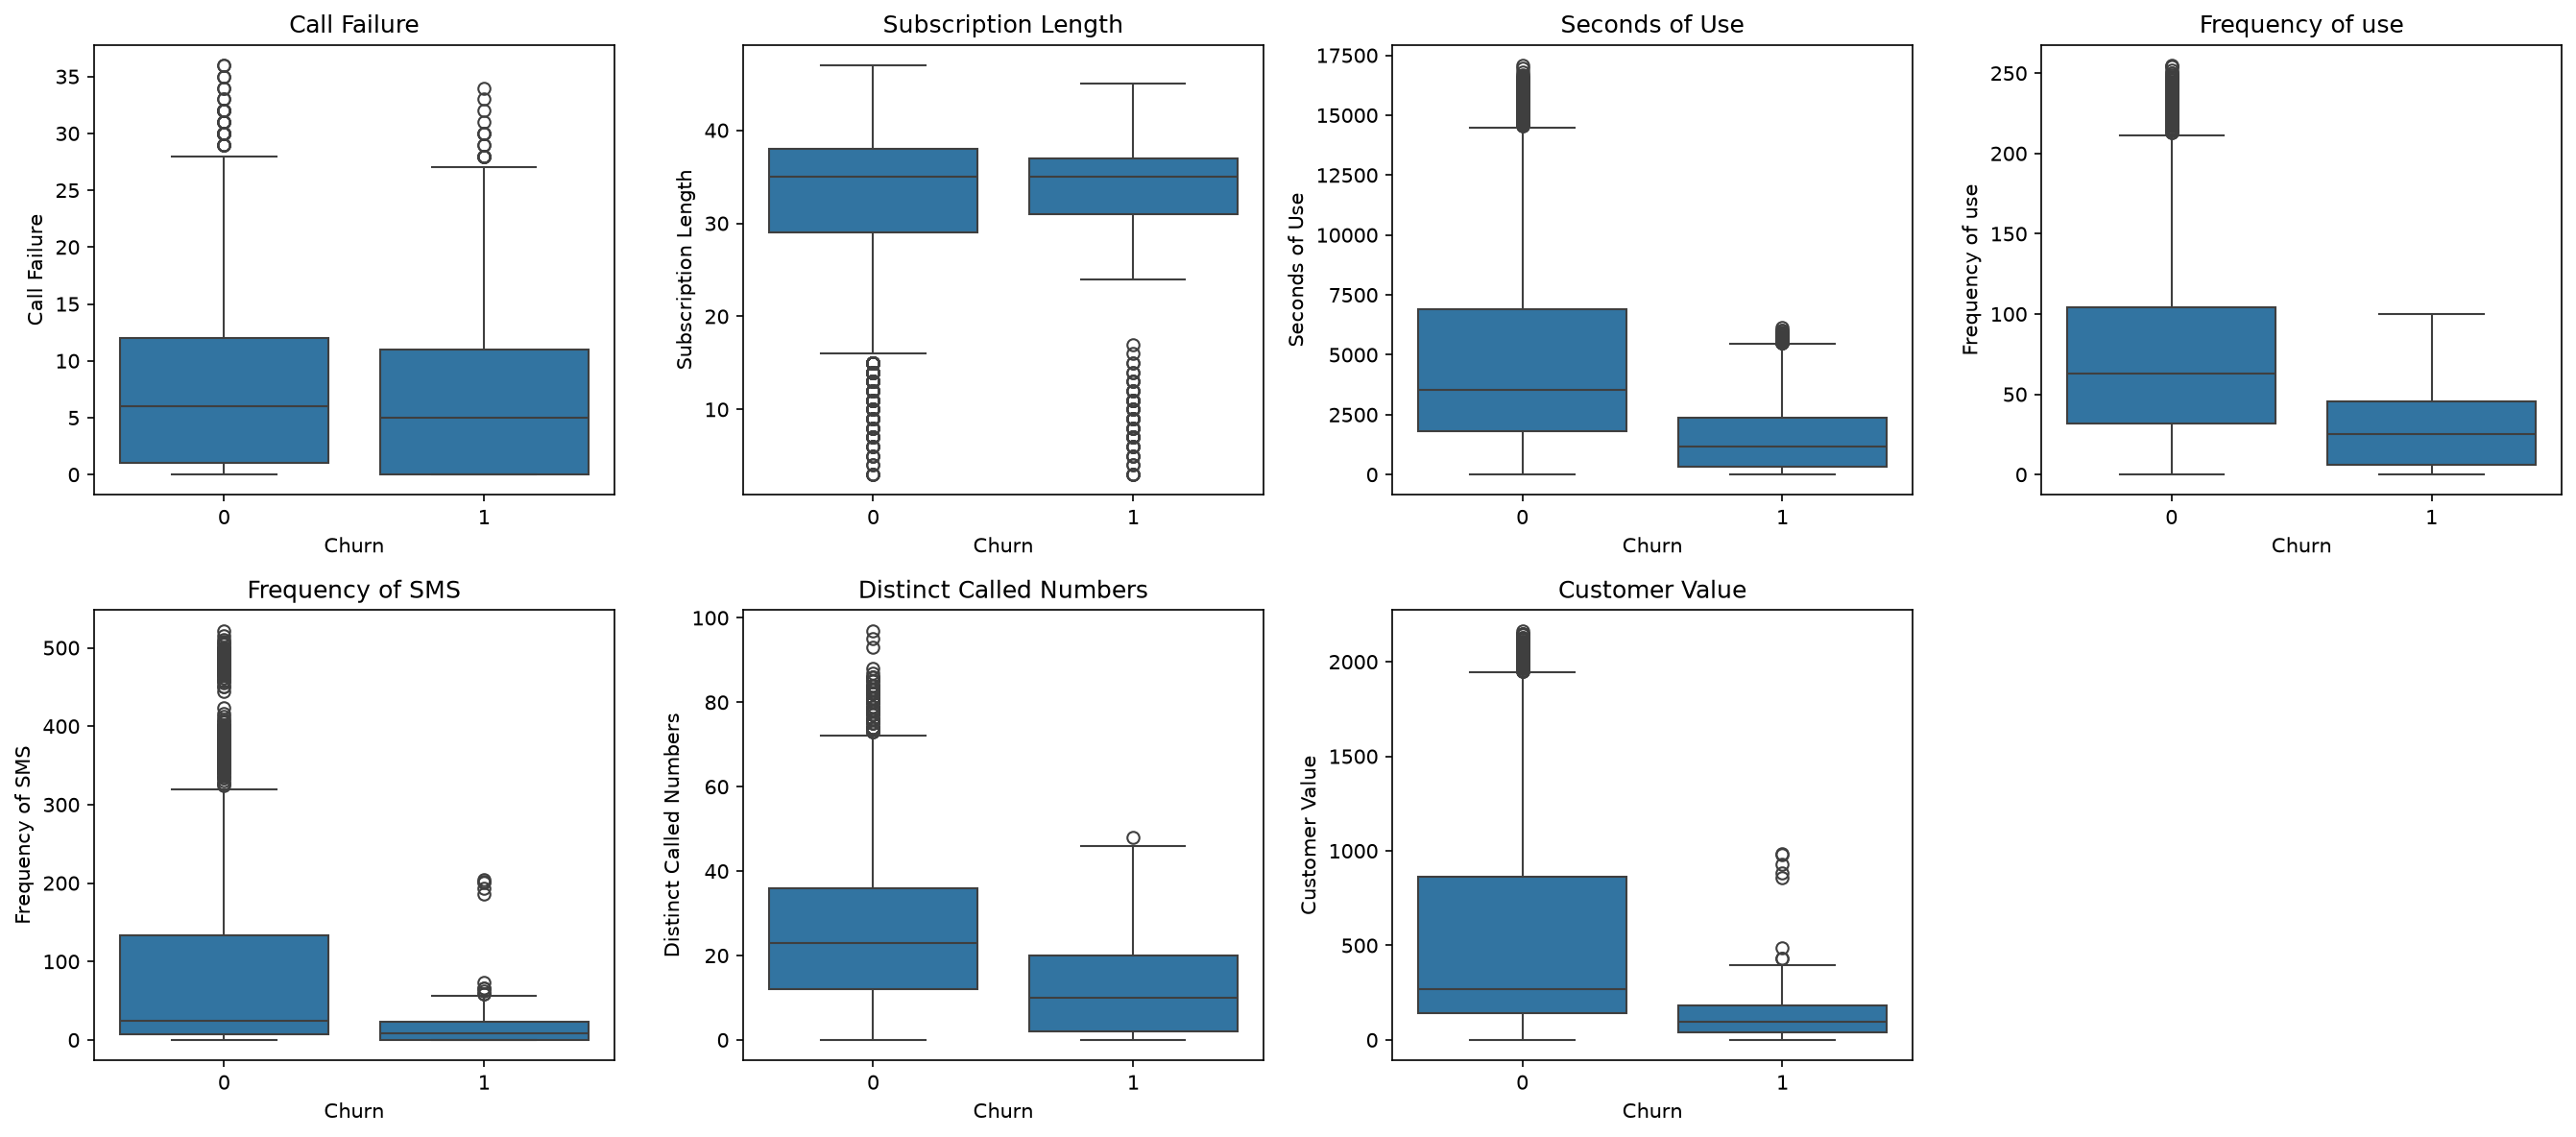 Call Failure
Call Failure
35
30
25
20
15
10
5
0
0 1
Churn
Subscription Length
Subscription Length
40
30
20
10
0 1
Churn
Seconds of Use
Seconds of Use
17500
15000
12500
10000
7500
5000
2500
0
0 1
Churn
Frequency of use
Frequency of use
250
200
150
100
50
0
0 1
Churn
Frequency of SMS
Frequency of SMS
500
400
300
200
100
0
0 1
Churn
Distinct Called Numbers
Distinct Called Numbers
100
80
60
40
20
0
0 1
Churn
Customer Value
Customer Value
2000
1500
1000
500
0
0 1
Churn